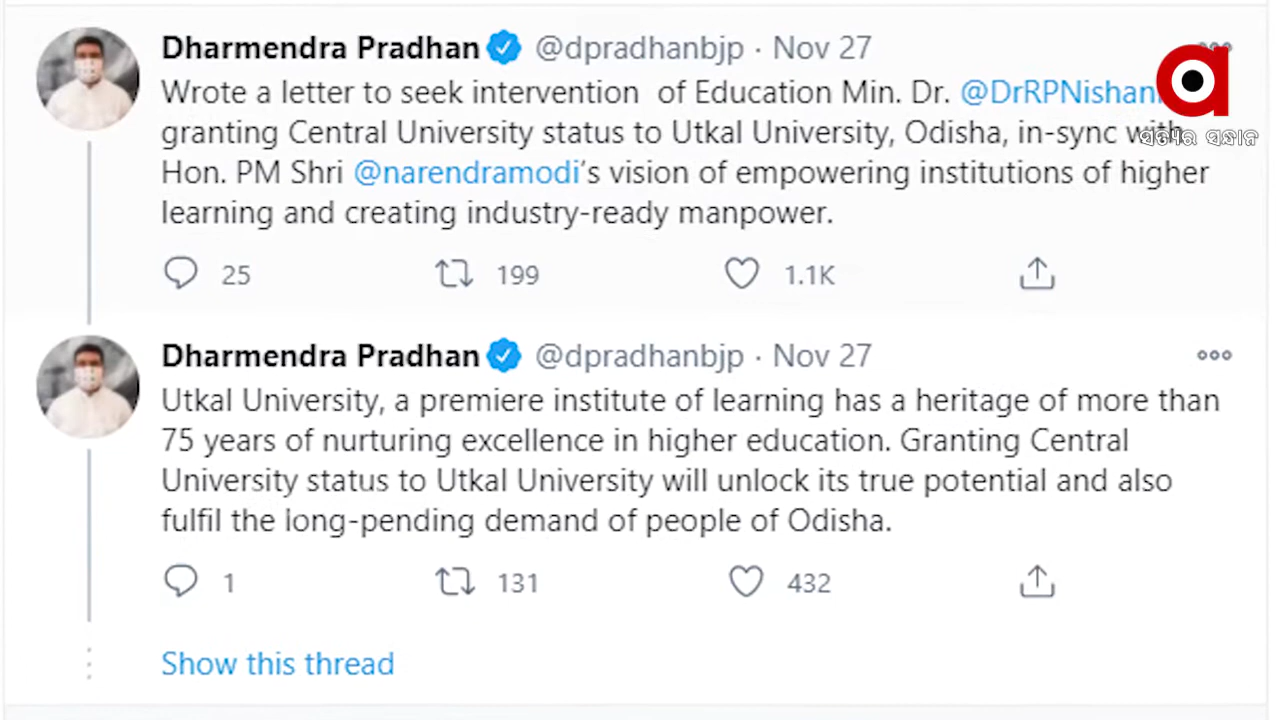 Dharmendra Pradhan @dpradhanbjp · Nov 27
Wrote a letter to seek intervention of Education Min. Dr. @DrRPNishan
granting Central University status to Utkal University, Odisha, in-sync with
Hon. PM Shri @narendramodi's vision of empowering institutions of higher
learning and creating industry-ready manpower.
25 199 1.1K
Dharmendra Pradhan @dpradhanbjp · Nov 27
Utkal University, a premiere institute of learning has a heritage of more than
75 years of nurturing excellence in higher education. Granting Central
University status to Utkal University will unlock its true potential and also
fulfil the long-pending demand of people of Odisha.
1 131 432
Show this thread